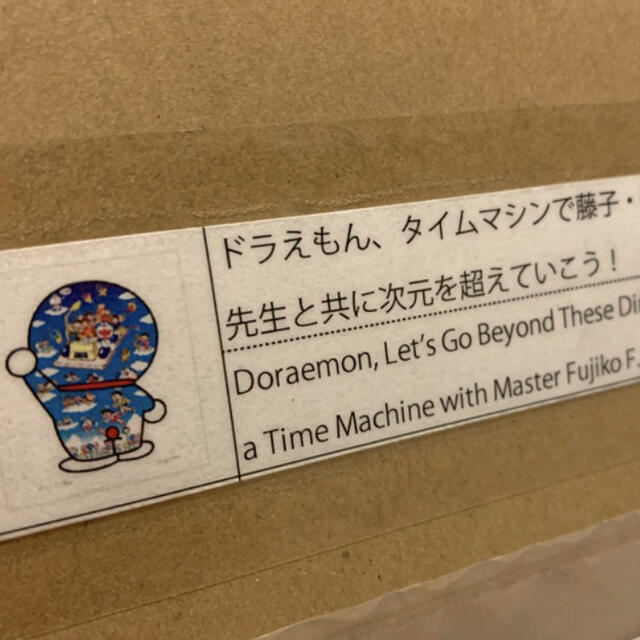 ドラえもん、タイムマシンで藤子・
先生と共に次元を超えていこう！
Doraemon, Let's Go Beyond These
a Time Machine with Master Fujiko F.